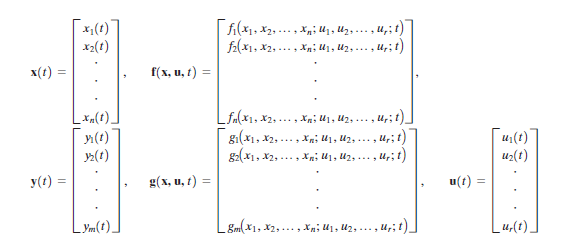 x₁(t) f₁(x₁, x₂, . . . , xₙ; u₁, u₂, . . . , uᵣ; t)
x₂(t) f₂(x₁, x₂, . . . , xₙ; u₁, u₂, . . . , uᵣ; t)
. .
x(t) = . , f(x, u, t) = . ,
. .
xₙ(t) fₙ(x₁, x₂, . . . , xₙ; u₁, u₂, . . . , uᵣ; t)
y₁(t) g₁(x₁, x₂, . . . , xₙ; u₁, u₂, . . . , uᵣ; t) u₁(t)
y₂(t) g₂(x₁, x₂, . . . , xₙ; u₁, u₂, . . . , uᵣ; t) u₂(t)
. . .
y(t) = . , g(x, u, t) = . , u(t) = .
. . .
yₘ(t) gₘ(x₁, x₂, . . . , xₙ; u₁, u₂, . . . , uᵣ; t) uᵣ(t)